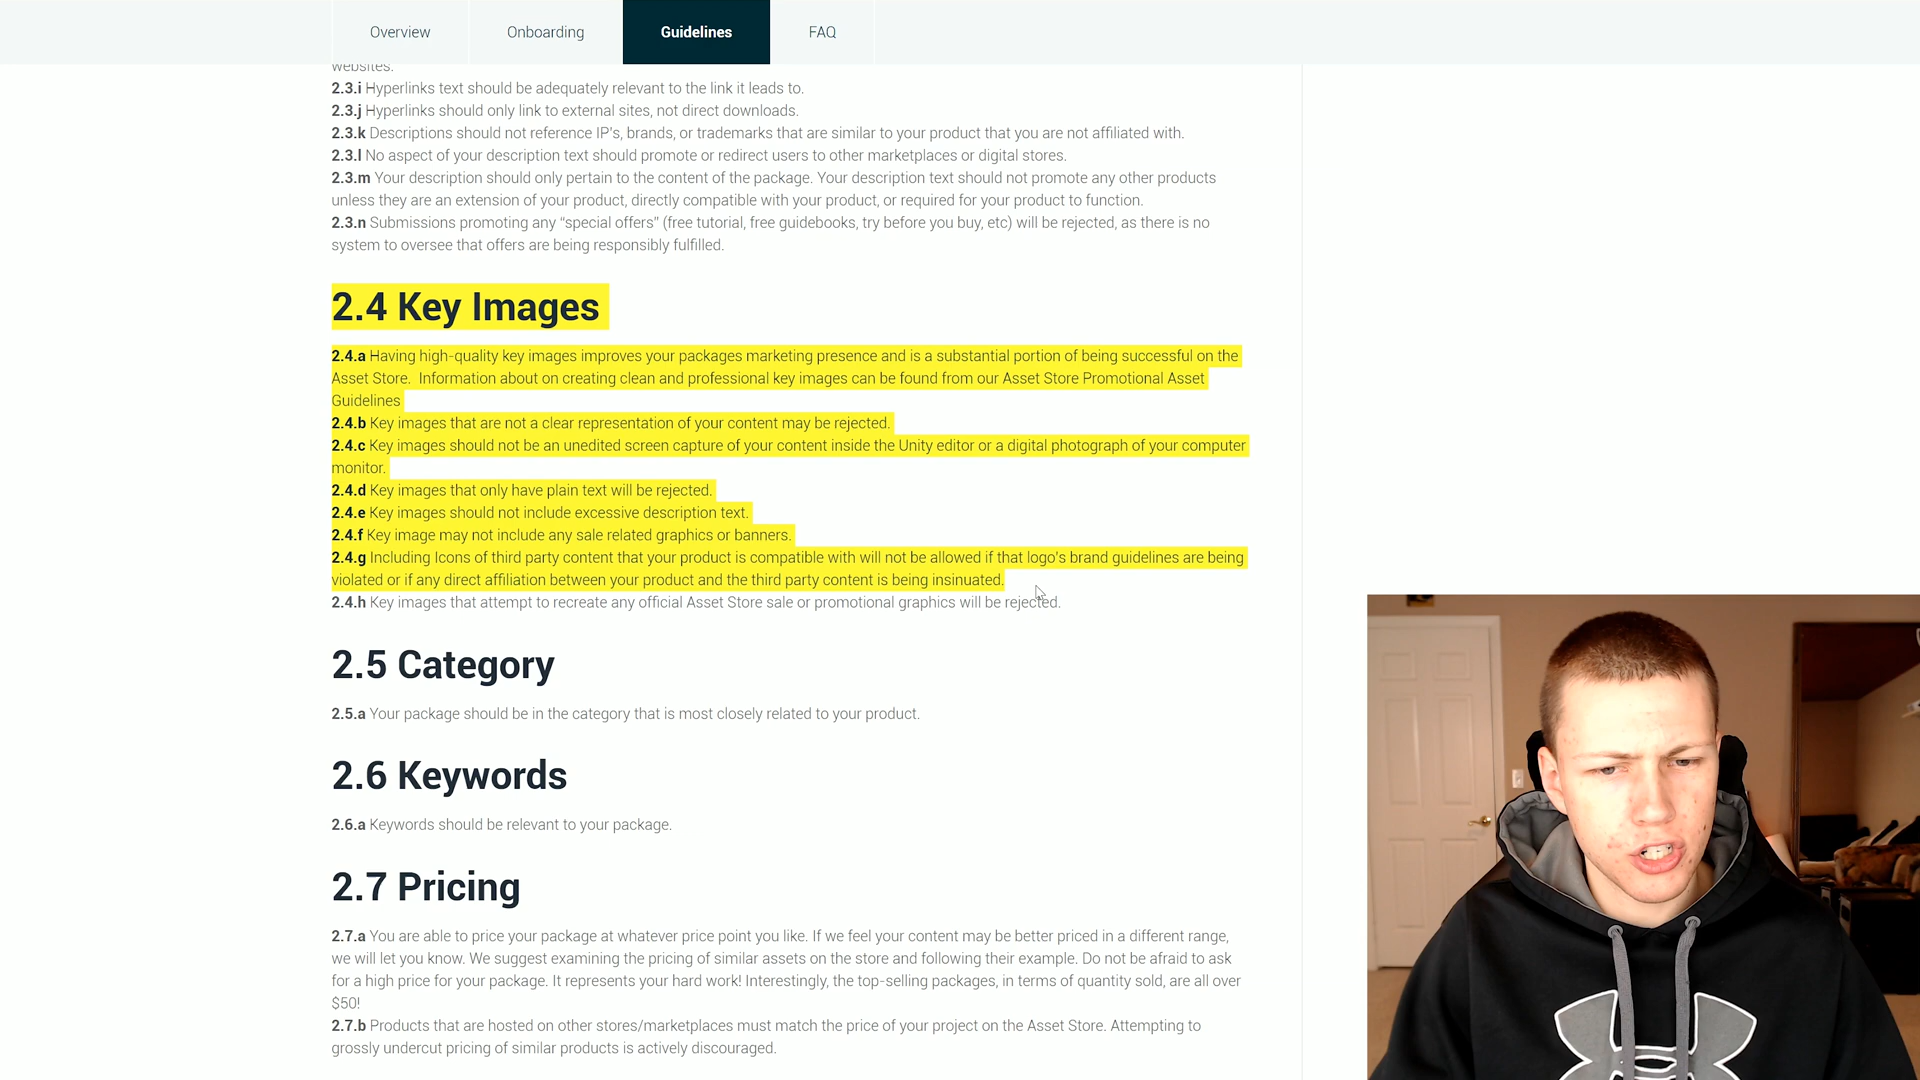 Overview
Onboarding
Guidelines
FAQ
websites.
2.3.i Hyperlinks text should be adequately relevant to the link it leads to.
2.3.j Hyperlinks should only link to external sites, not direct downloads.
2.3.k Descriptions should not reference IP's, brands, or trademarks that are similar to your product that you are not affiliated with.
2.3.l No aspect of your description text should promote or redirect users to other marketplaces or digital stores.
2.3.m Your description should only pertain to the content of the package. Your description text should not promote any other products
unless they are an extension of your product, directly compatible with your product, or required for your product to function.
2.3.n Submissions promoting any “special offers” (free tutorial, free guidebooks, try before you buy, etc) will be rejected, as there is no
system to oversee that offers are being responsibly fulfilled.
2.4 Key Images
2.4.a Having high-quality key images improves your packages marketing presence and is a substantial portion of being successful on the
Asset Store.  Information about on creating clean and professional key images can be found from our Asset Store Promotional Asset
Guidelines
2.4.b Key images that are not a clear representation of your content may be rejected.
2.4.c Key images should not be an unedited screen capture of your content inside the Unity editor or a digital photograph of your computer
monitor.
2.4.d Key images that only have plain text will be rejected.
2.4.e Key images should not include excessive description text.
2.4.f Key image may not include any sale related graphics or banners.
2.4.g Including Icons of third party content that your product is compatible with will not be allowed if that logo's brand guidelines are being
violated or if any direct affiliation between your product and the third party content is being insinuated.
2.4.h Key images that attempt to recreate any official Asset Store sale or promotional graphics will be rejected.
2.5 Category
2.5.a Your package should be in the category that is most closely related to your product.
2.6 Keywords
2.6.a Keywords should be relevant to your package.
2.7 Pricing
2.7.a You are able to price your package at whatever price point you like. If we feel your content may be better priced in a different range,
we will let you know. We suggest examining the pricing of similar assets on the store and following their example. Do not be afraid to ask
for a high price for your package. It represents your hard work! Interestingly, the top-selling packages, in terms of quantity sold, are all over
$50!
2.7.b Products that are hosted on other stores/marketplaces must match the price of your project on the Asset Store. Attempting to
grossly undercut pricing of similar products is actively discouraged.